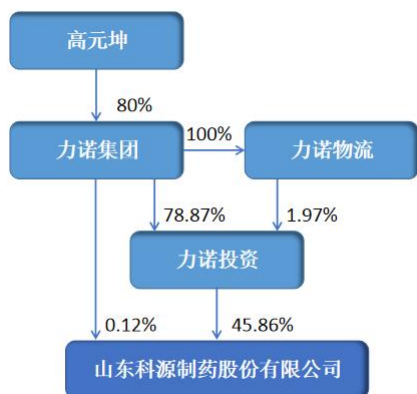 高元坤
80%
力诺集团
100%
力诺物流
78.87%
1.97%
力诺投资
0.12%
45.86%
山东科源制药股份有限公司